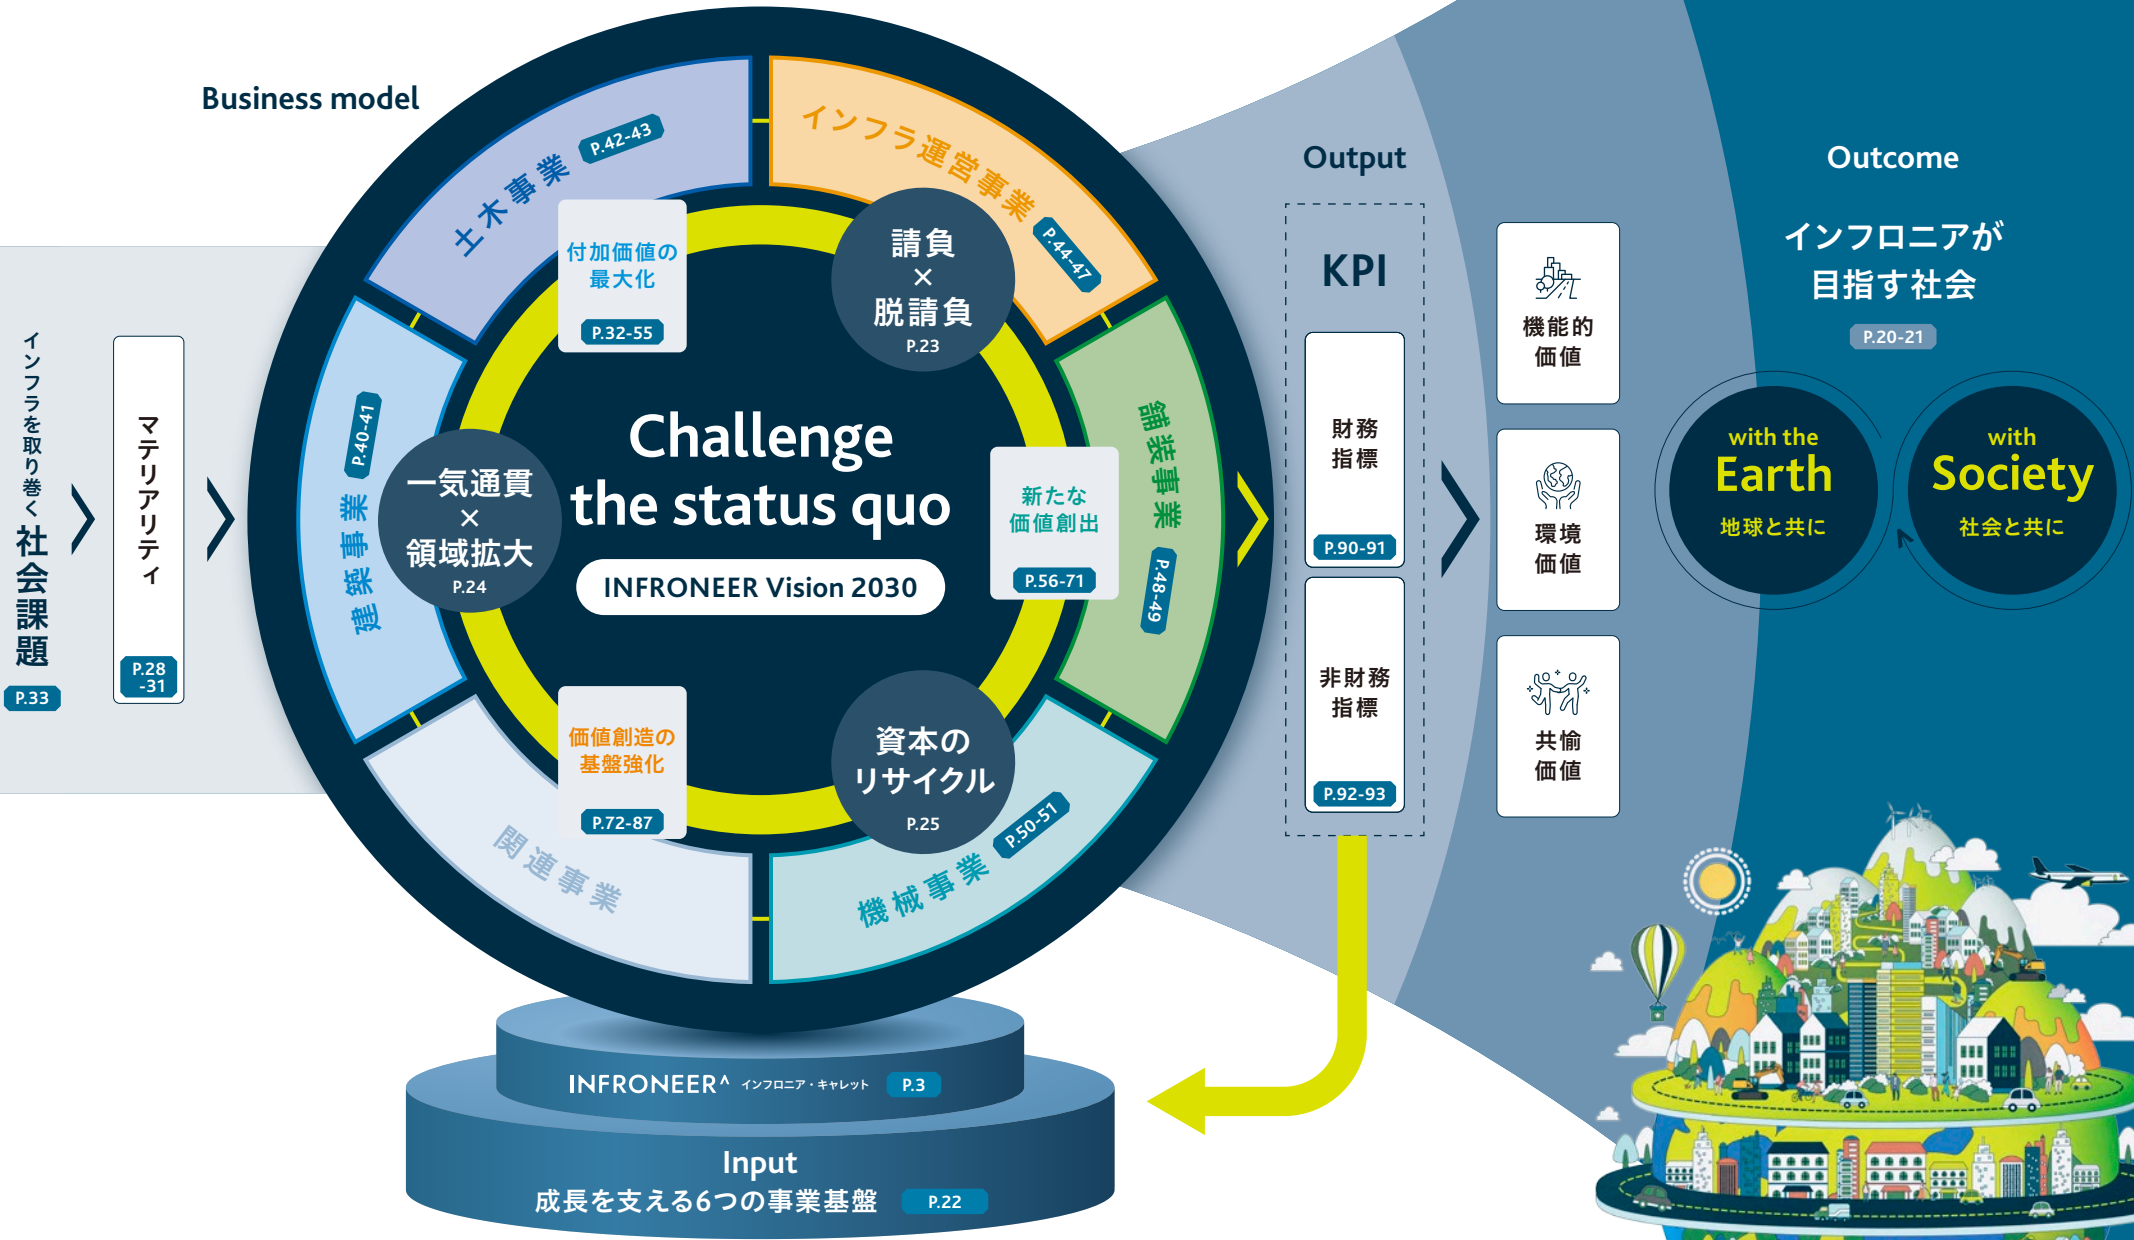 Business model
インフラを取り巻く
社会課題
P.33
マテリアリティ
P.28
-31
土木事業
P.42-43
インフラ運営事業
P.44-47
舗装事業
P.48-49
機械事業
P.50-51
関連事業
建築事業
P.40-41
付加価値の
最大化
P.32-55
請負
×
脱請負
P.23
一気通貫
×
領域拡大
P.24
新たな
価値創出
P.56-71
価値創造の
基盤強化
P.72-87
資本の
リサイクル
P.25
Challenge
the status quo
INFRONEER Vision 2030
INFRONEER^ インフロニア・キャレット P.3
Input
成長を支える6つの事業基盤 P.22
Output
KPI
財務
指標
P.90-91
非財務
指標
P.92-93
機能的
価値
環境
価値
共愉
価値
Outcome
インフロニアが
目指す社会
P.20-21
with the
Earth
地球と共に
with
Society
社会と共に